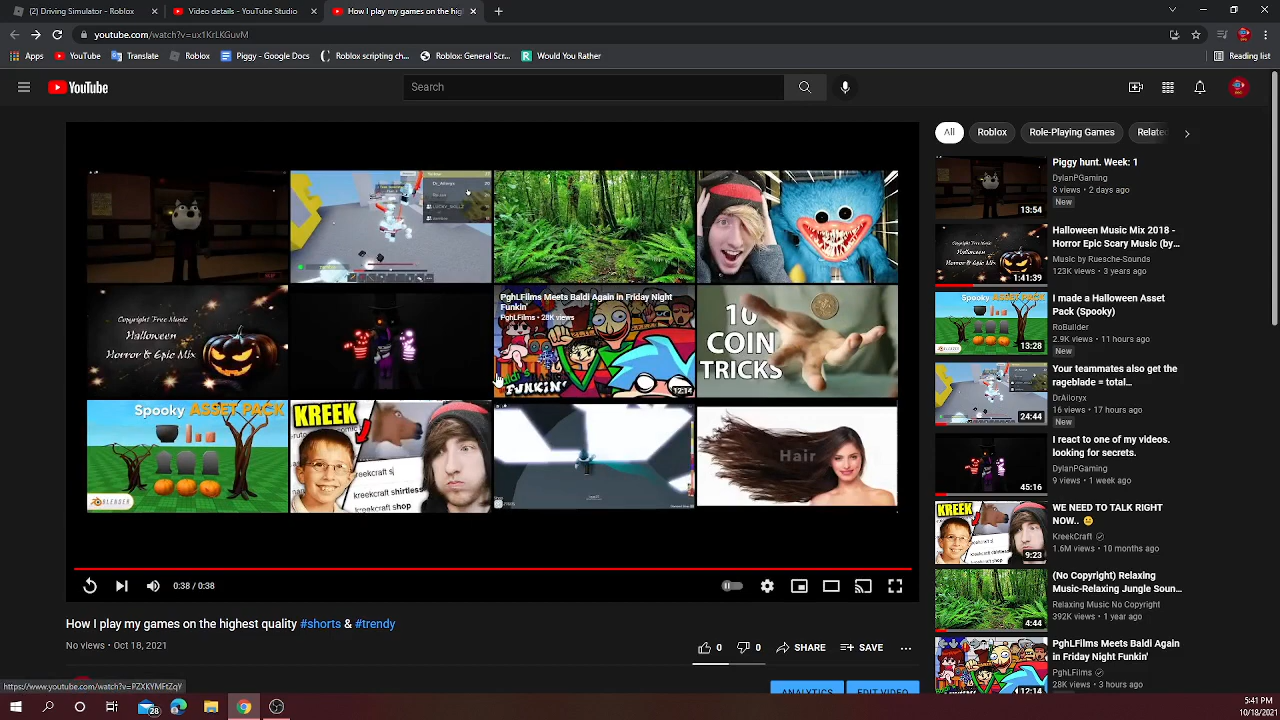 (2) Driving Simulator - Roblox
Video details - YouTube Studio
How I play my games on the highest
youtube.com/watch?v=ux1KrLKGuvM
Apps
YouTube
Translate
Roblox
Piggy - Google Docs
Roblox scripting ch...
Roblox: General Scr...
Would You Rather
Reading list
YouTube
Search
All
Roblox
Role-Playing Games
Relate
Copyright Free Music
Halloween
Horror & Epic Mix
PghLFilms Meets Baldi Again in Friday Night
Funkin'
PghLFilms • 28K views
FUNKIN'
12:14
10
COIN
TRICKS
Spooky ASSET PACK
BLENDER
KREEK
kreekcraft s
kreekcraft shirtless
kreekcraft shop
Hair
0:38 / 0:38
How I play my games on the highest quality #shorts & #trendy
No views • Oct 18, 2021
0
0
SHARE
SAVE
ANALYTICS
EDIT VIDEO
Piggy hunt. Week: 1
DylanPGaming
8 views • 2 days ago
New
13:54
Halloween Music Mix 2018 -
Horror Epic Scary Music (by...
Music by Ruesche-Sounds
123K views • 3 years ago
1:41:39
I made a Halloween Asset
Pack (Spooky)
RoBuilder
2.9K views • 11 hours ago
New
13:28
Your teammates also get the
pageblade = final...
DrAiloryx
16 views • 17 hours ago
New
24:44
I react to one of my videos.
looking for secrets.
DylanPGaming
9 views • 1 week ago
45:16
WE NEED TO TALK RIGHT
NOW..
KreekCraft
1.6M views • 10 months ago
9:23
(No Copyright) Relaxing
Music-Relaxing Jungle Soun...
Relaxing Music No Copyright
392K views • 1 year ago
4:44
PghLFilms Meets Baldi Again
in Friday Night Funkin'
PghLFilms
28K views • 3 hours ago
12:14
https://www.youtube.com/watch?v=PZXKVMFtZqY
28
5:41 PM
10/18/2021